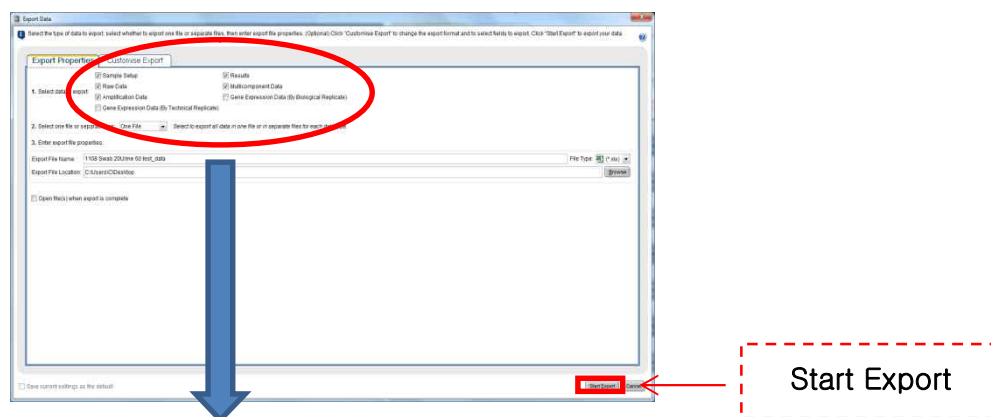 Export Data
Select the type of data to export, select whether to export one file or separate files, then enter export file properties. (Optional) Click "Customise Export" to change the export format and to select fields to export. Click "Start Export" to export your data.
Export Properties
Customise Export
1. Select data export
Sample Setup
Results
Raw Data
Multicomponent Data
Amplification Data
Gene Expression Data (By Biological Replicate)
Gene Expression Data (By Technical Replicate)
2. Select one file or separate
One File
Select to export all data in one file or in separate files for each
3. Enter export file properties:
Export File Name
File Type
(*.xls)
Export File Location
Browse
Open file(s) when export is complete
Save current settings as the default
Start Export
Cancel
Start Export